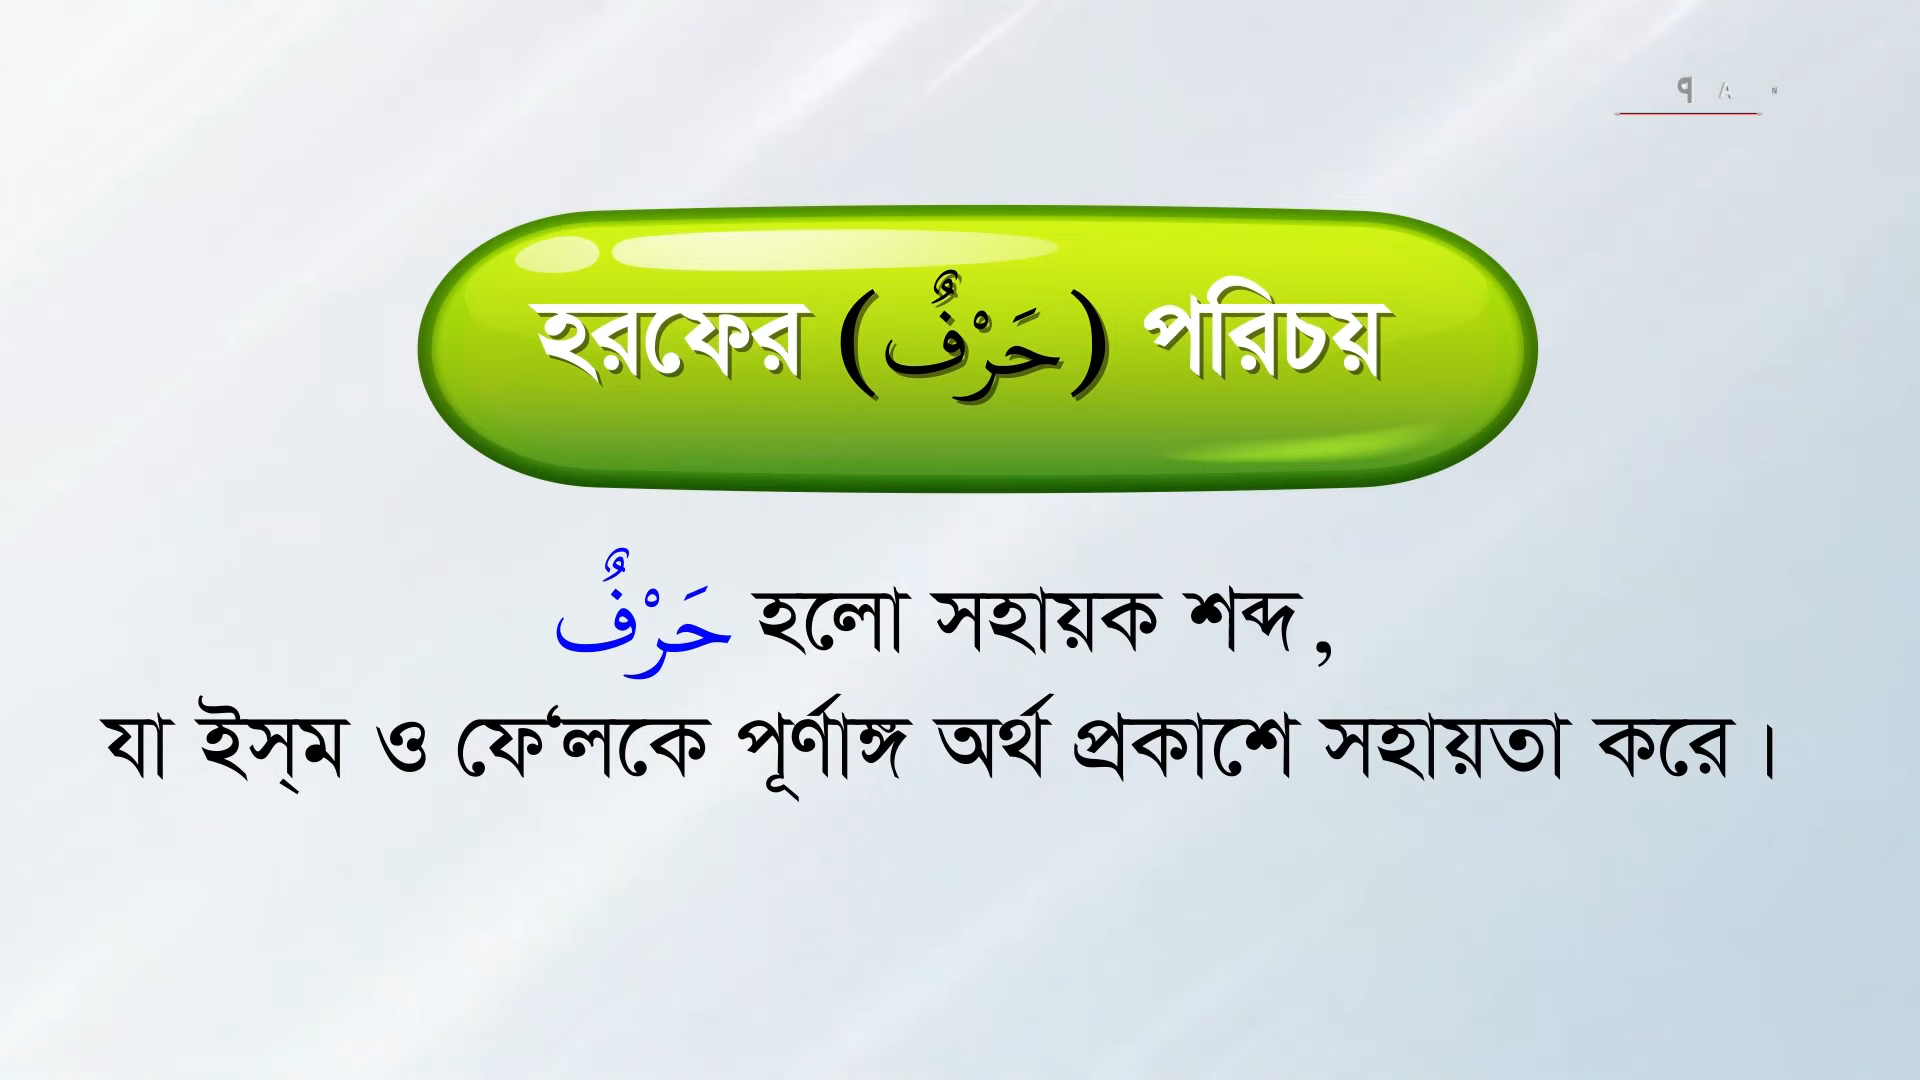 হরফের (حَرْفٌ) পরিচয়
حَرْفٌ হলো সহায়ক শব্দ,
যা ইস্‌ম ও ফে‘লকে পূর্ণাঙ্গ অর্থ প্রকাশে সহায়তা করে।